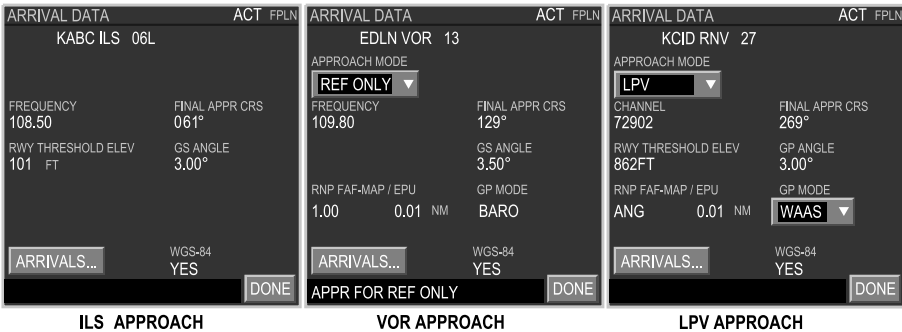 ARRIVAL DATA ACT FPLN
KABC ILS 06L
FREQUENCY FINAL APPR CRS
108.50 061°
RWY THRESHOLD ELEV GS ANGLE
101 FT 3.00°
ARRIVALS... WGS-84
YES
DONE
ILS APPROACH
ARRIVAL DATA ACT FPLN
EDLN VOR 13
APPROACH MODE
REF ONLY
FREQUENCY FINAL APPR CRS
109.80 129°
GS ANGLE
3.50°
RNP FAF-MAP / EPU GP MODE
1.00 0.01 NM BARO
ARRIVALS... WGS-84
YES
APPR FOR REF ONLY DONE
VOR APPROACH
ARRIVAL DATA ACT FPLN
KCID RNV 27
APPROACH MODE
LPV
CHANNEL FINAL APPR CRS
72902 269°
RWY THRESHOLD ELEV GP ANGLE
862FT 3.00°
RNP FAF-MAP / EPU GP MODE
ANG 0.01 NM WAAS
ARRIVALS... WGS-84
YES
DONE
LPV APPROACH